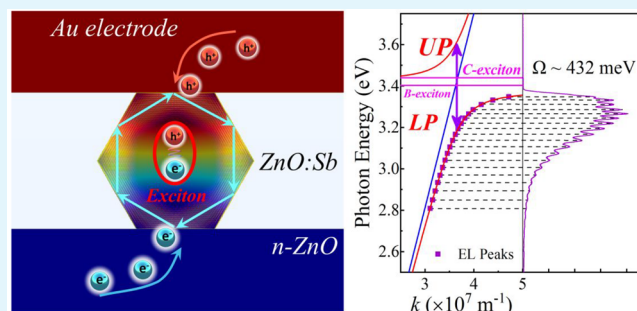 Au electrode
h+
h+
h+
h+
h+
e-
Exciton
ZnO:Sb
n-ZnO
e-
e-
e-
Photon Energy (eV)
3.6
3.4
3.2
3.0
2.8
2.6
UP
C-exciton
B-exciton
LP
Ω ~ 432 meV
EL Peaks
3 4 5
k (×10⁷ m⁻¹)